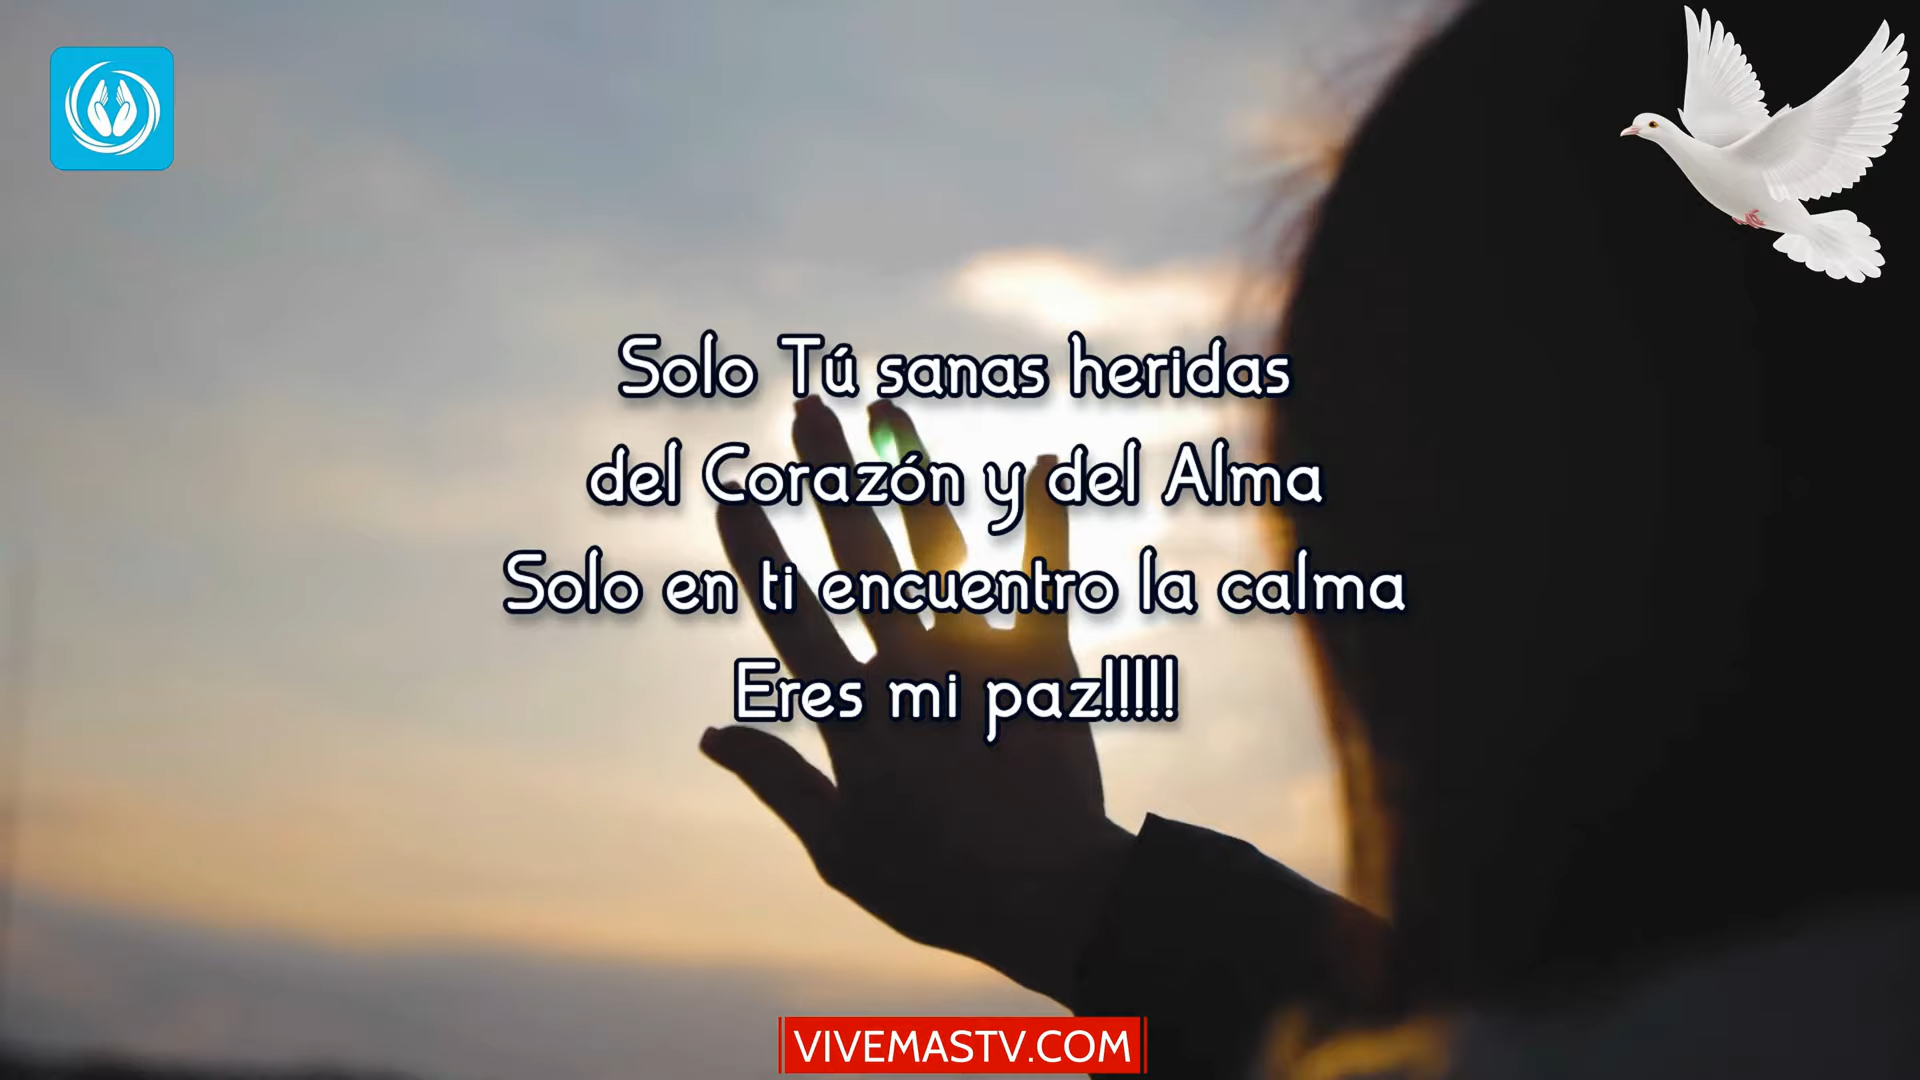 Solo Tú sanas heridas
del Corazón y del Alma
Solo en ti encuentro la calma
Eres mi paz!!!!!
VIVEMASTV.COM